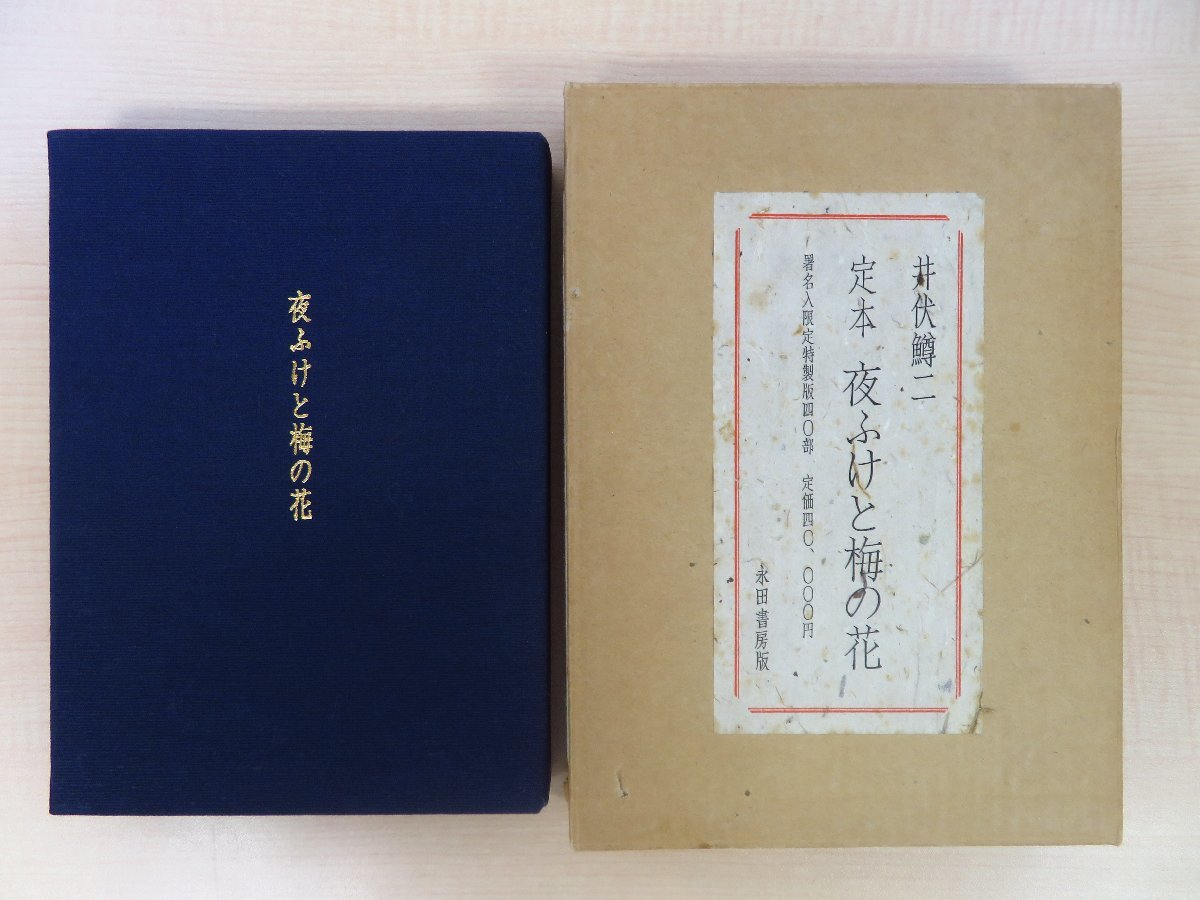 夜ふけと梅の花
井伏鱒二
定本 夜ふけと梅の花
署名入限定特製版四〇部 定価四〇、〇〇〇円
永田書房版